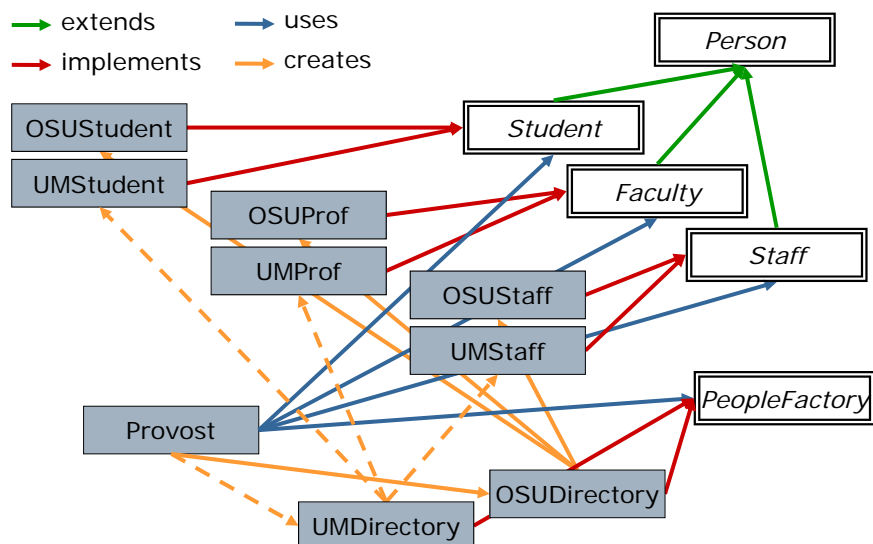 extends
uses
implements
creates
Person
OSUStudent
Student
UMStudent
Faculty
OSUProf
UMProf
Staff
OSUStaff
UMStaff
PeopleFactory
Provost
OSUDirectory
UMDirectory